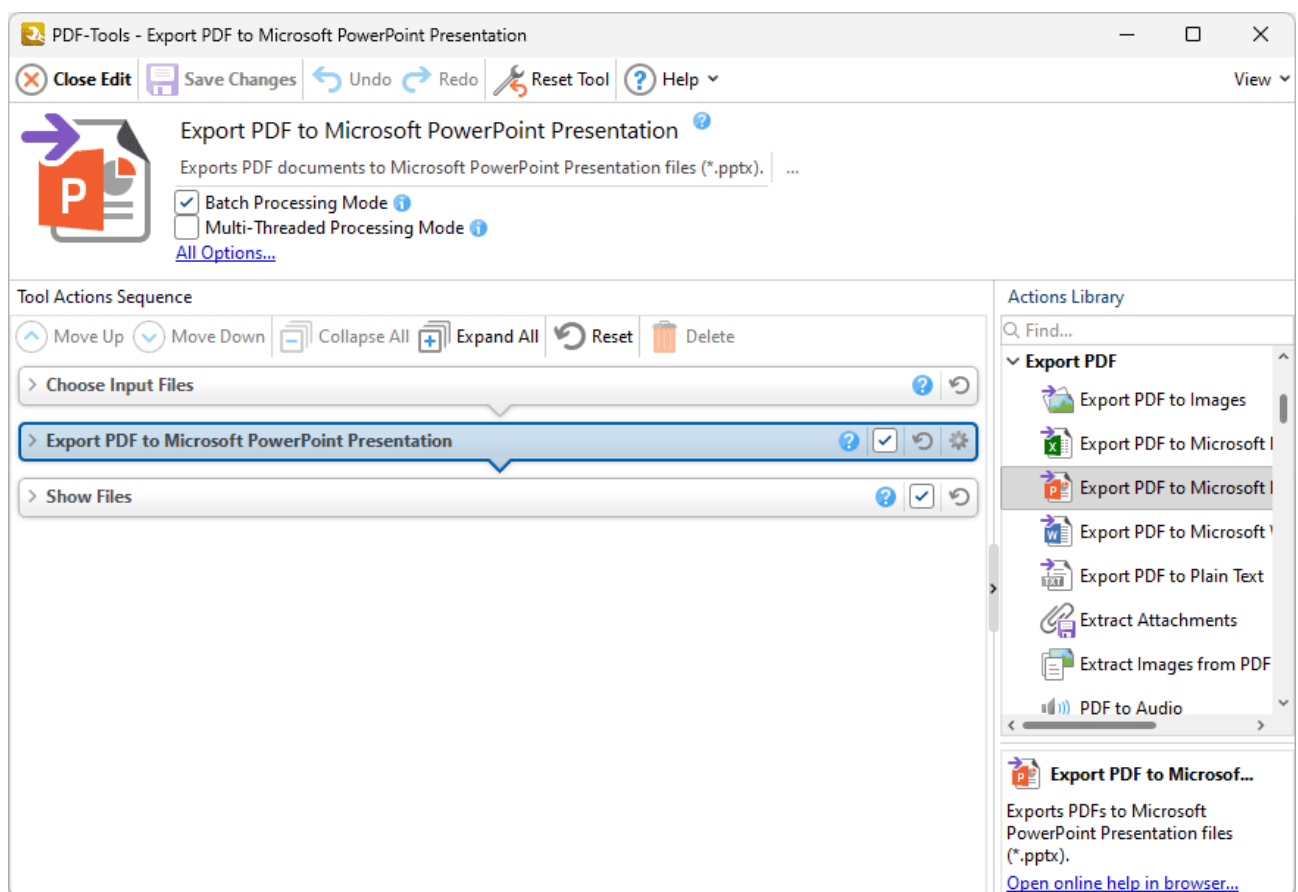 PDF-Tools - Export PDF to Microsoft PowerPoint Presentation
Close Edit Save Changes Undo Redo Reset Tool Help View
Export PDF to Microsoft PowerPoint Presentation
Exports PDF documents to Microsoft PowerPoint Presentation files (*.pptx). ...
Batch Processing Mode
Multi-Threaded Processing Mode
All Options...
Tool Actions Sequence
Move Up Move Down Collapse All Expand All Reset Delete
Choose Input Files
Export PDF to Microsoft PowerPoint Presentation
Show Files
Actions Library
Find...
Export PDF
Export PDF to Images
Export PDF to Microsoft
Export PDF to Microsoft
Export PDF to Microsoft
Export PDF to Plain Text
Extract Attachments
Extract Images from PDF
PDF to Audio
Export PDF to Microsof...
Exports PDFs to Microsoft
PowerPoint Presentation files
(*.pptx).
Open online help in browser...